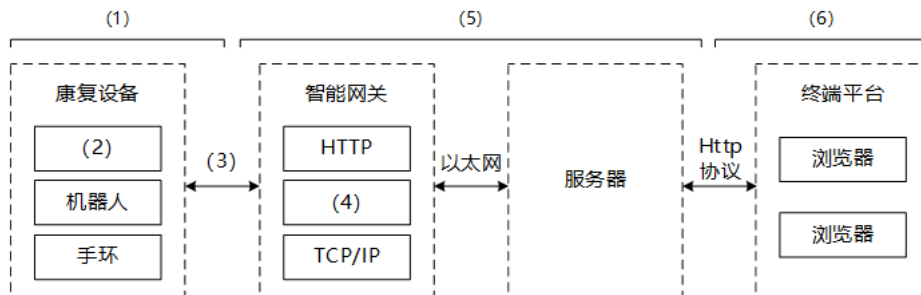 (1)
(5)
(6)
康复设备
(2)
机器人
手环
(3)
智能网关
HTTP
(4)
TCP/IP
以太网
服务器
Http
协议
终端平台
浏览器
浏览器